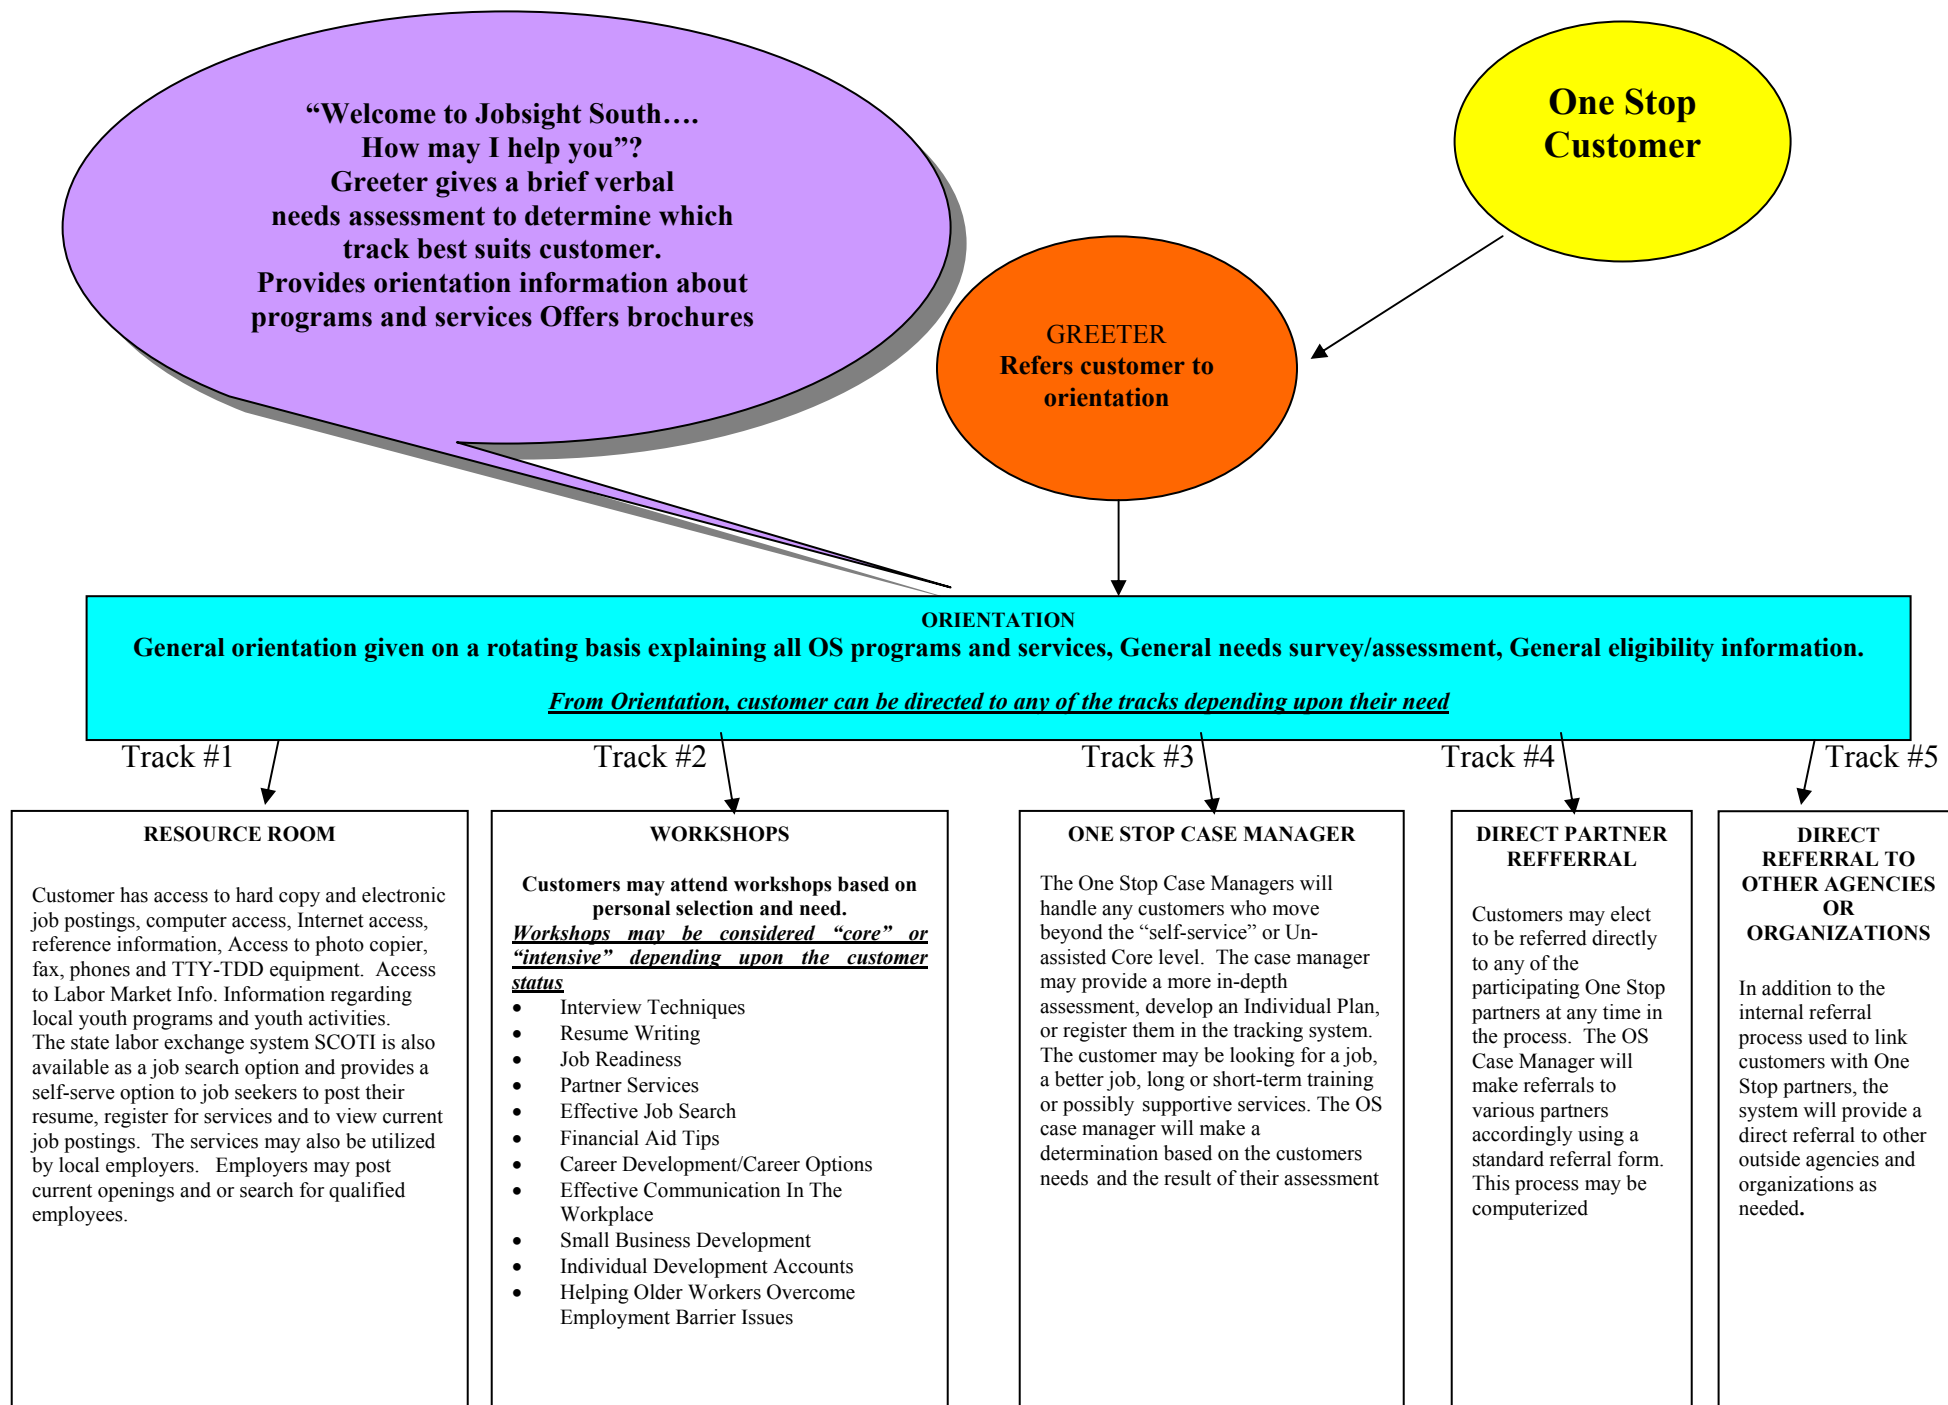 “Welcome to Jobsight South….
How may I help you”?
Greeter gives a brief verbal
needs assessment to determine which
track best suits customer.
Provides orientation information about
programs and services Offers brochures
One Stop
Customer
GREETER
Refers customer to
orientation
ORIENTATION
General orientation given on a rotating basis explaining all OS programs and services, General needs survey/assessment, General eligibility information.
From Orientation, customer can be directed to any of the tracks depending upon their need
Track #1
Track #2
Track #3
Track #4
Track #5
RESOURCE ROOM
Customer has access to hard copy and electronic
job postings, computer access, Internet access,
reference information, Access to photo copier,
fax, phones and TTY-TDD equipment.  Access
to Labor Market Info. Information regarding
local youth programs and youth activities.
The state labor exchange system SCOTI is also
available as a job search option and provides a
self-serve option to job seekers to post their
resume, register for services and to view current
job postings.  The services may also be utilized
by local employers.   Employers may post
current openings and or search for qualified
employees.
WORKSHOPS
Customers may attend workshops based on
personal selection and need.
Workshops may be considered “core” or
“intensive” depending upon the customer
status
• Interview Techniques
• Resume Writing
• Job Readiness
• Partner Services
• Effective Job Search
• Financial Aid Tips
• Career Development/Career Options
• Effective Communication In The
Workplace
• Small Business Development
• Individual Development Accounts
• Helping Older Workers Overcome
Employment Barrier Issues
ONE STOP CASE MANAGER
The One Stop Case Managers will
handle any customers who move
beyond the “self-service” or Un-
assisted Core level.  The case manager
may provide a more in-depth
assessment, develop an Individual Plan,
or register them in the tracking system.
The customer may be looking for a job,
a better job, long or short-term training
or possibly supportive services. The OS
case manager will make a
determination based on the customers
needs and the result of their assessment
DIRECT PARTNER
REFFERRAL
Customers may elect
to be referred directly
to any of the
participating One Stop
partners at any time in
the process.  The OS
Case Manager will
make referrals to
various partners
accordingly using a
standard referral form.
This process may be
computerized
DIRECT
REFERRAL TO
OTHER AGENCIES
OR
ORGANIZATIONS
In addition to the
internal referral
process used to link
customers with One
Stop partners, the
system will provide a
direct referral to other
outside agencies and
organizations as
needed.